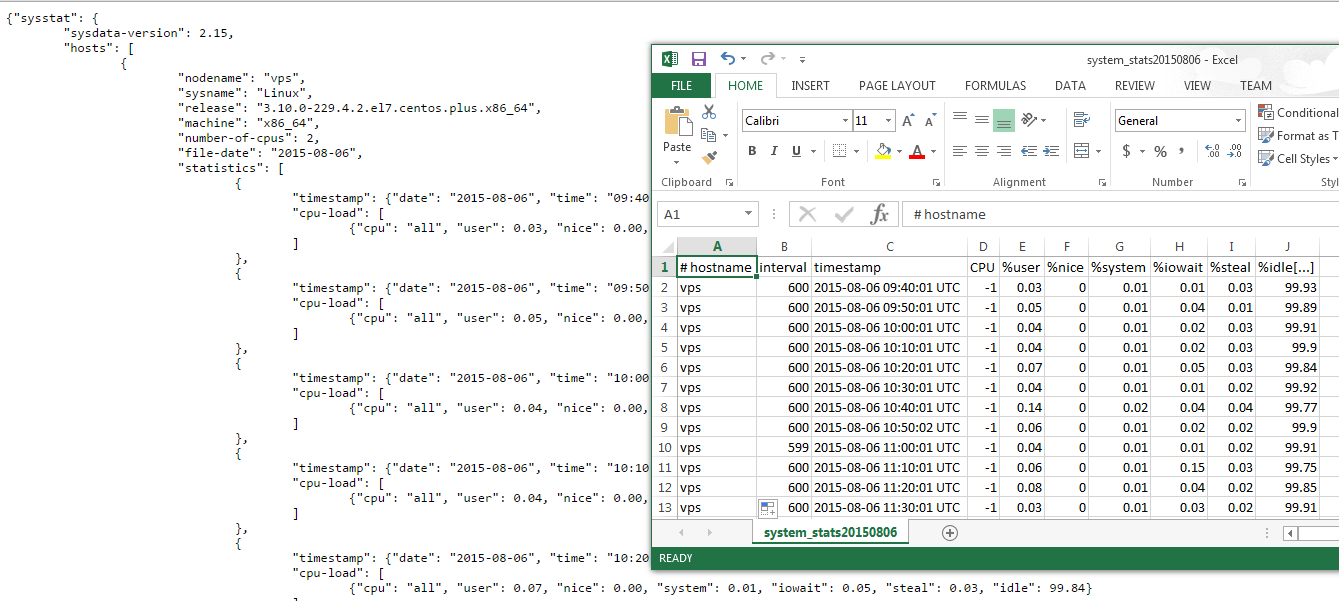 {"sysstat": {
"sysdata-version": 2.15,
"hosts": [
{
"nodename": "vps",
"sysname": "Linux",
"release": "3.10.0-229.4.2.el7.centos.plus.x86_64",
"machine": "x86_64",
"number-of-cpus": 2,
"file-date": "2015-08-06",
"statistics": [
{
"timestamp": {"date": "2015-08-06", "time": "09:40
"cpu-load": [
{"cpu": "all", "user": 0.03, "nice": 0.00,
]
},
{
"timestamp": {"date": "2015-08-06", "time": "09:50
"cpu-load": [
{"cpu": "all", "user": 0.05, "nice": 0.00,
]
},
{
"timestamp": {"date": "2015-08-06", "time": "10:00
"cpu-load": [
{"cpu": "all", "user": 0.04, "nice": 0.00,
]
},
{
"timestamp": {"date": "2015-08-06", "time": "10:10
"cpu-load": [
{"cpu": "all", "user": 0.04, "nice": 0.00,
]
},
{
"timestamp": {"date": "2015-08-06", "time": "10:20
"cpu-load": [
{"cpu": "all", "user": 0.07, "nice": 0.00, "system": 0.01, "iowait": 0.05, "steal": 0.03, "idle": 99.84}
system_stats20150806 - Excel
FILE HOME INSERT PAGE LAYOUT FORMULAS DATA REVIEW VIEW TEAM
Calibri 11 General
Paste
B I U A $ % ,
Conditional
Format as T
Cell Styles
Clipboard Font Alignment Number Styl
A1 fx # hostname
A B C D E F G H I J
1 # hostname interval timestamp CPU %user %nice %system %iowait %steal %idle[...]
2 vps 600 2015-08-06 09:40:01 UTC -1 0.03 0 0.01 0.01 0.03 99.93
3 vps 600 2015-08-06 09:50:01 UTC -1 0.05 0 0.01 0.04 0.01 99.89
4 vps 600 2015-08-06 10:00:01 UTC -1 0.04 0 0.01 0.02 0.03 99.91
5 vps 600 2015-08-06 10:10:01 UTC -1 0.04 0 0.01 0.02 0.03 99.9
6 vps 600 2015-08-06 10:20:01 UTC -1 0.07 0 0.01 0.05 0.03 99.84
7 vps 600 2015-08-06 10:30:01 UTC -1 0.04 0 0.01 0.01 0.02 99.92
8 vps 600 2015-08-06 10:40:01 UTC -1 0.14 0 0.02 0.04 0.04 99.77
9 vps 600 2015-08-06 10:50:02 UTC -1 0.06 0 0.01 0.02 0.02 99.9
10 vps 599 2015-08-06 11:00:01 UTC -1 0.04 0 0.01 0.01 0.02 99.91
11 vps 600 2015-08-06 11:10:01 UTC -1 0.06 0 0.01 0.15 0.03 99.75
12 vps 600 2015-08-06 11:20:01 UTC -1 0.08 0 0.01 0.04 0.02 99.85
13 vps 600 2015-08-06 11:30:01 UTC -1 0.03 0 0.01 0.03 0.02 99.91
system_stats20150806
READY